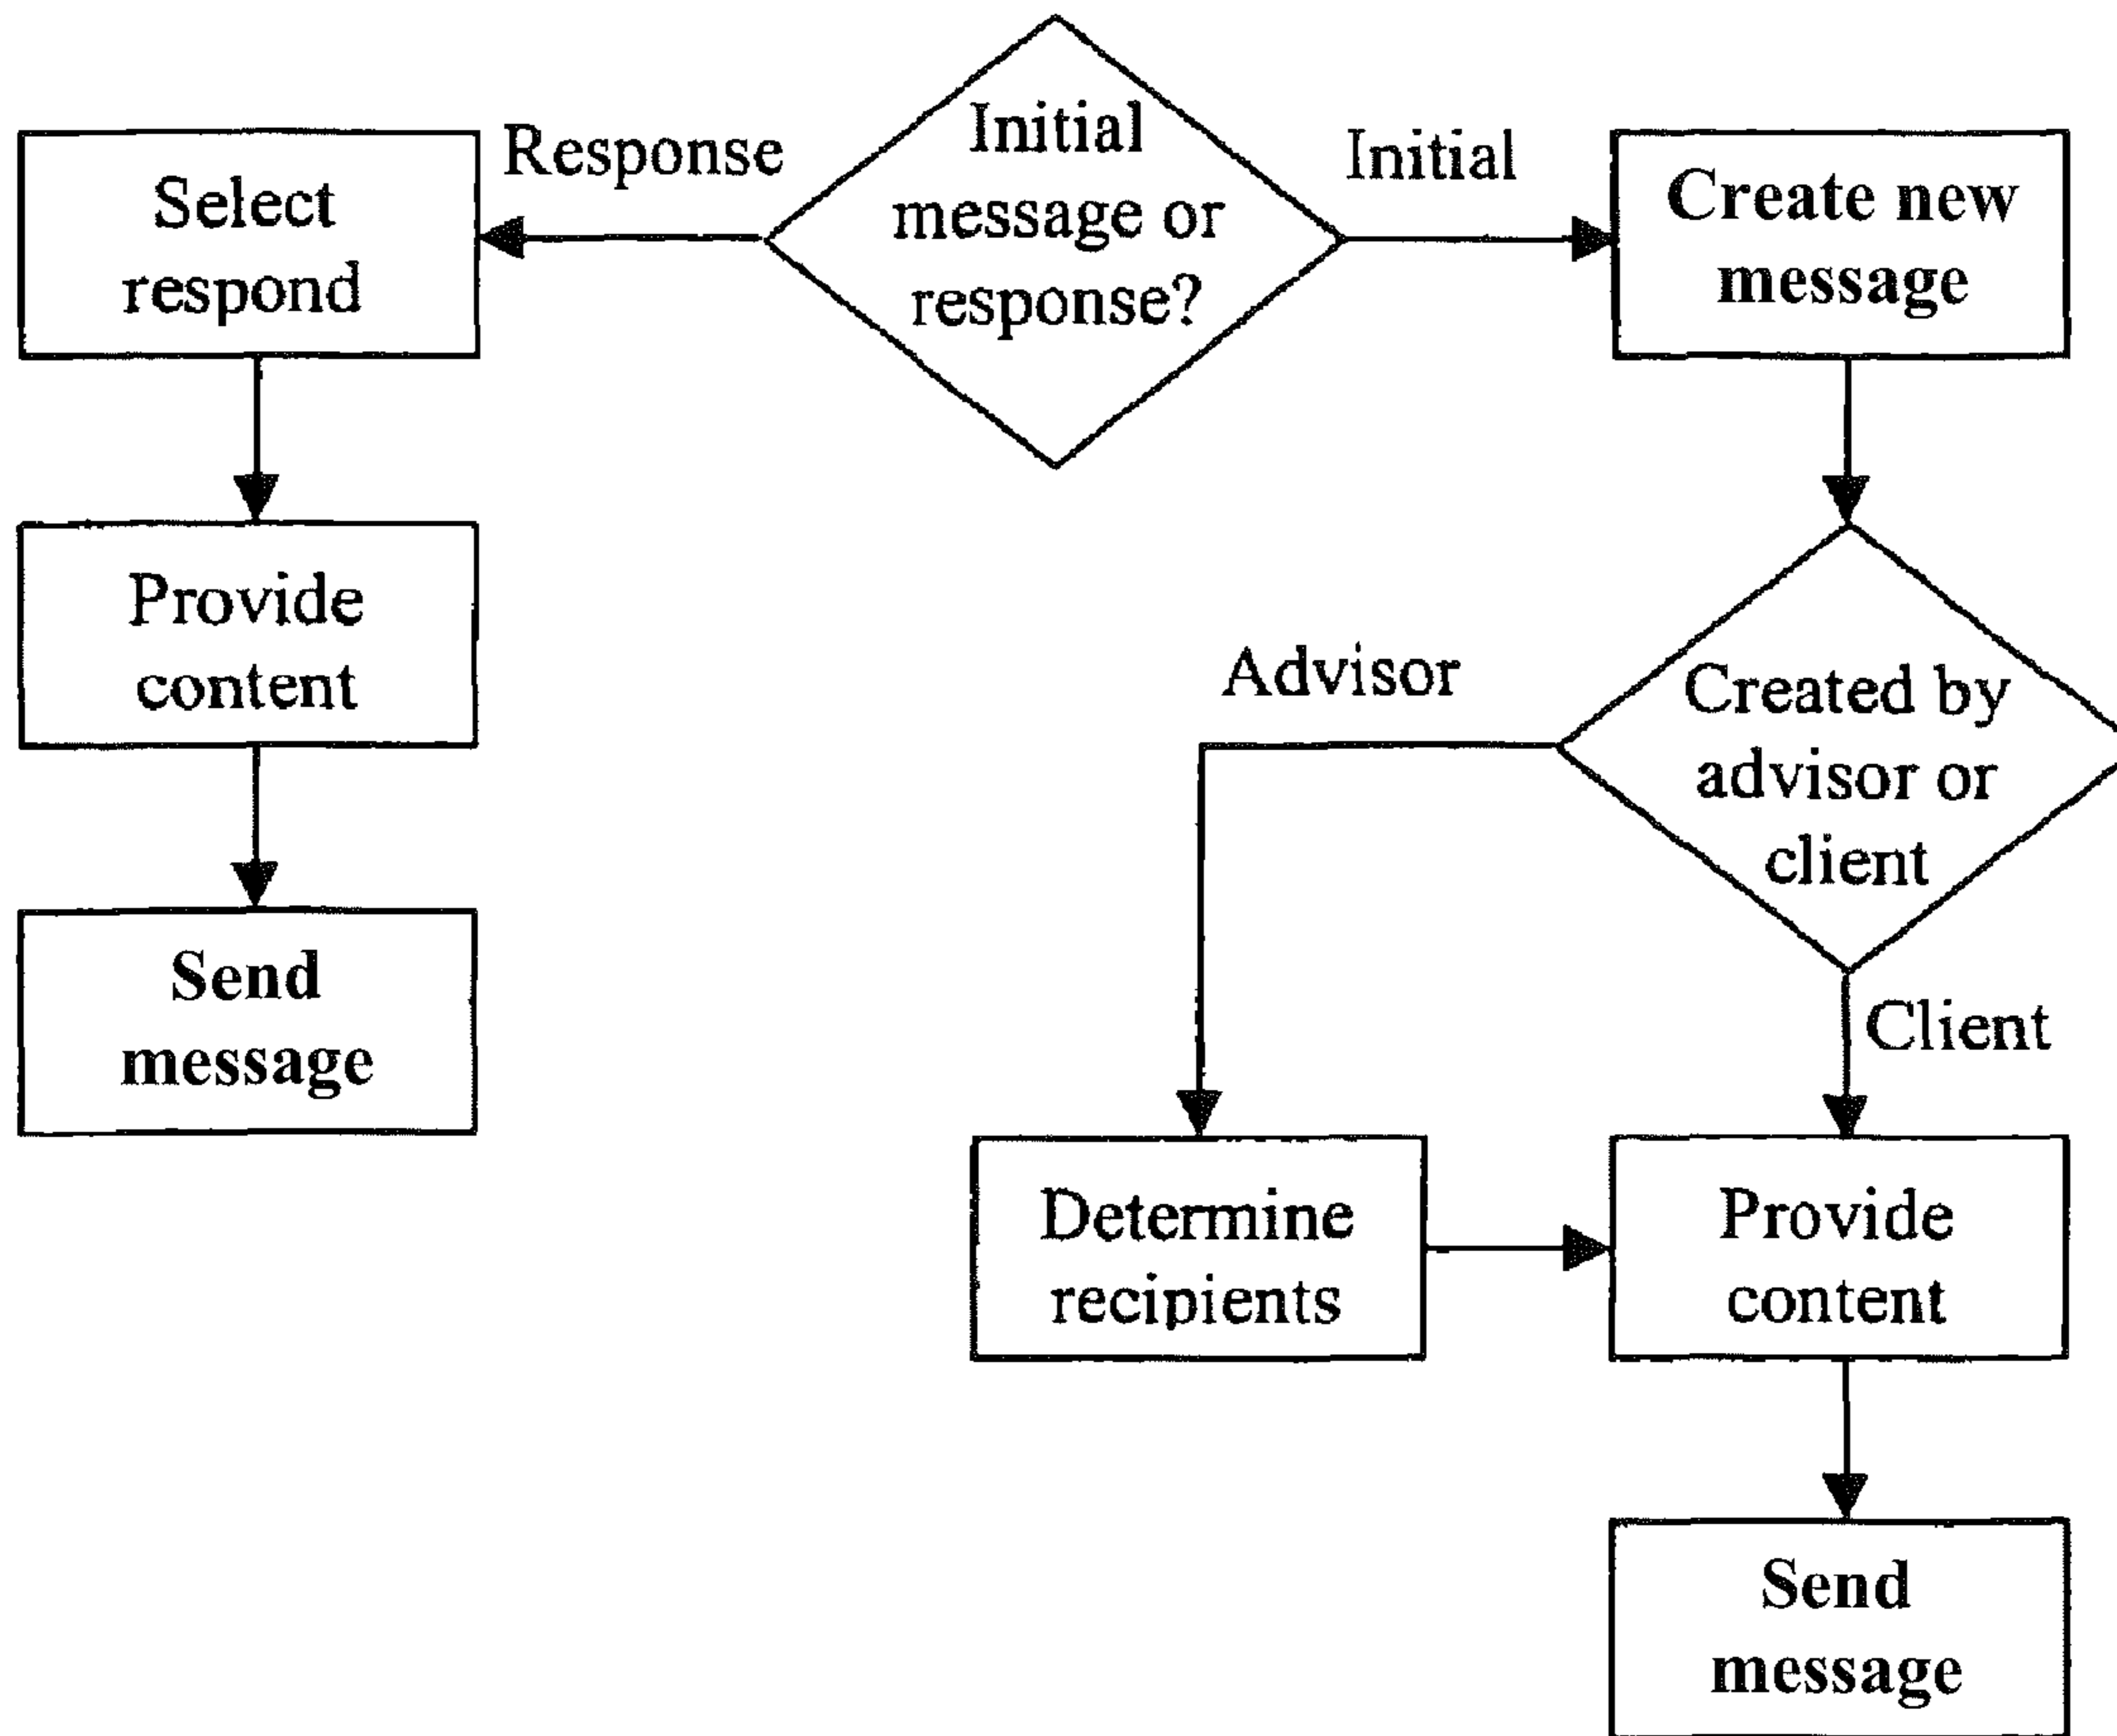 Initial
message or
response?
Response
Initial
Select
respond
Create new
message
Provide
content
Send
message
Created by
advisor or
client
Advisor
Client
Determine
recipients
Provide
content
Send
message